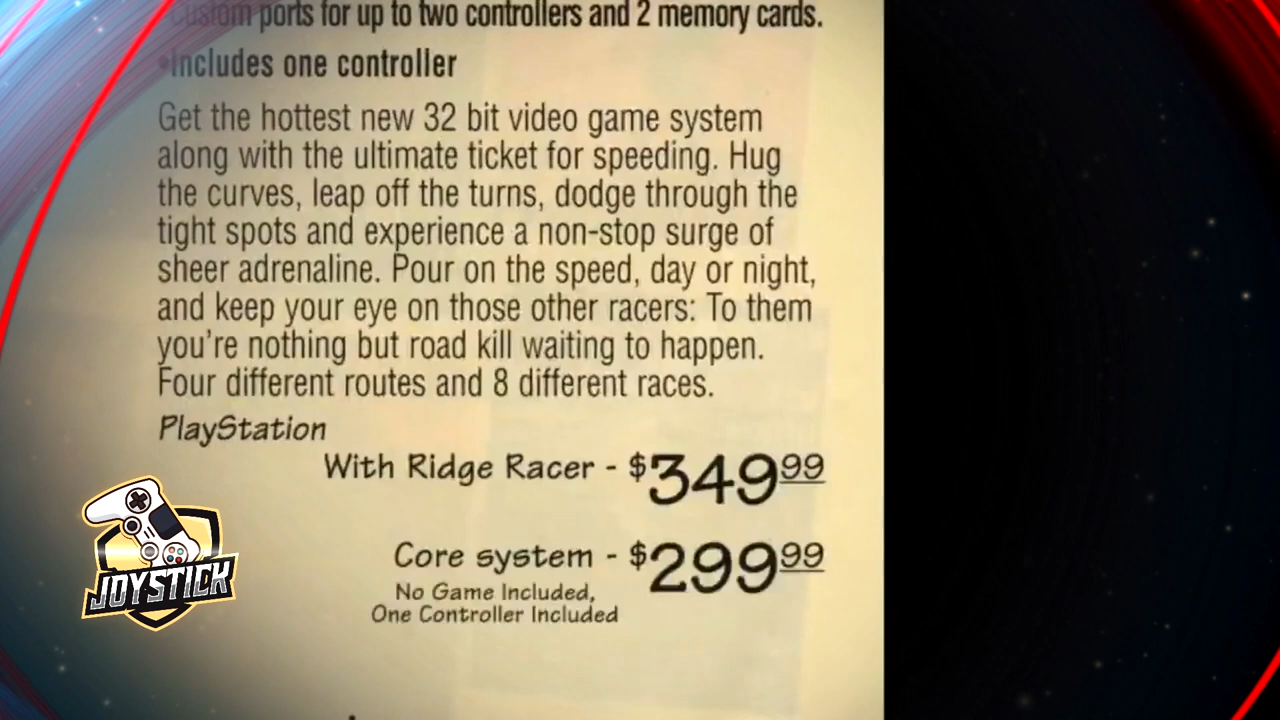 Custom ports for up to two controllers and 2 memory cards.
•Includes one controller
Get the hottest new 32 bit video game system
along with the ultimate ticket for speeding. Hug
the curves, leap off the turns, dodge through the
tight spots and experience a non-stop surge of
sheer adrenaline. Pour on the speed, day or night,
and keep your eye on those other racers: To them
you're nothing but road kill waiting to happen.
Four different routes and 8 different races.
PlayStation
With Ridge Racer - $349 99
Core system - $299 99
No Game Included,
One Controller Included
JOYSTICK